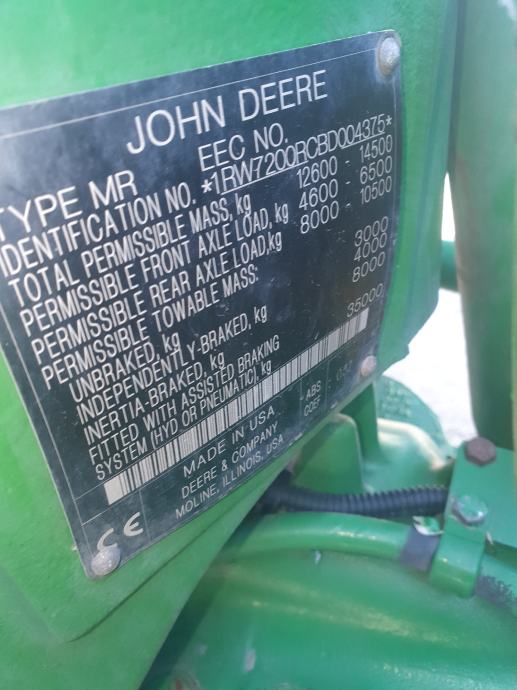 JOHN DEERE
TYPE MR EEC NO.
IDENTIFICATION NO. *1RW7200RCBD004375*
TOTAL PERMISSIBLE MASS, kg 12600 - 14500
PERMISSIBLE FRONT AXLE LOAD, kg 4600 - 6500
PERMISSIBLE REAR AXLE LOAD,kg 8000 - 10500
PERMISSIBLE TOWABLE MASS:
UNBRAKED, kg 3000
INDEPENDENTLY-BRAKED, kg 4000
INERTIA-BRAKED, kg 8000
FITTED WITH ASSISTED BRAKING
SYSTEM (HYD OR PNEUMATIC), kg 35000
MADE IN USA
DEERE & COMPANY
MOLINE, ILLINOIS, USA
ABS
COEF
CE